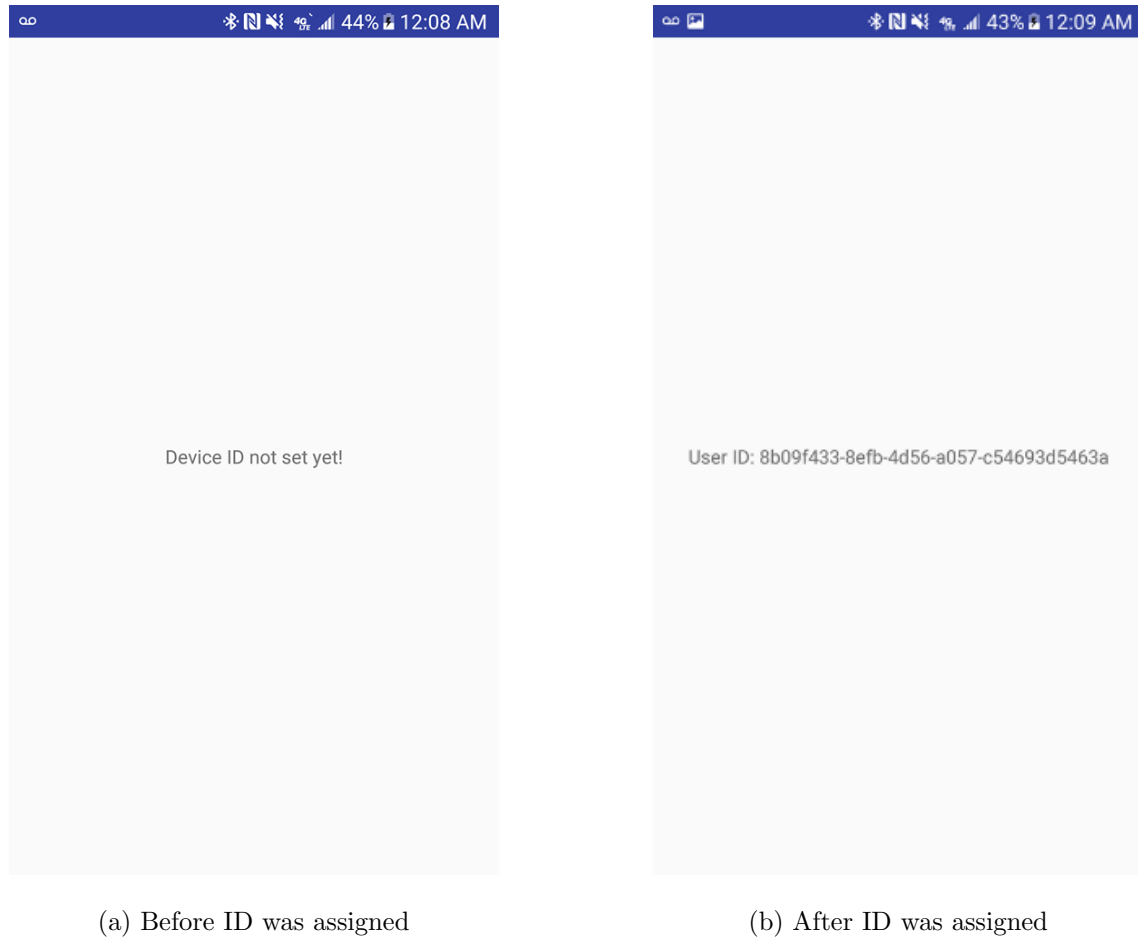 44% 12:08 AM
Device ID not set yet!
(a) Before ID was assigned
43% 12:09 AM
User ID: 8b09f433-8efb-4d56-a057-c54693d5463a
(b) After ID was assigned